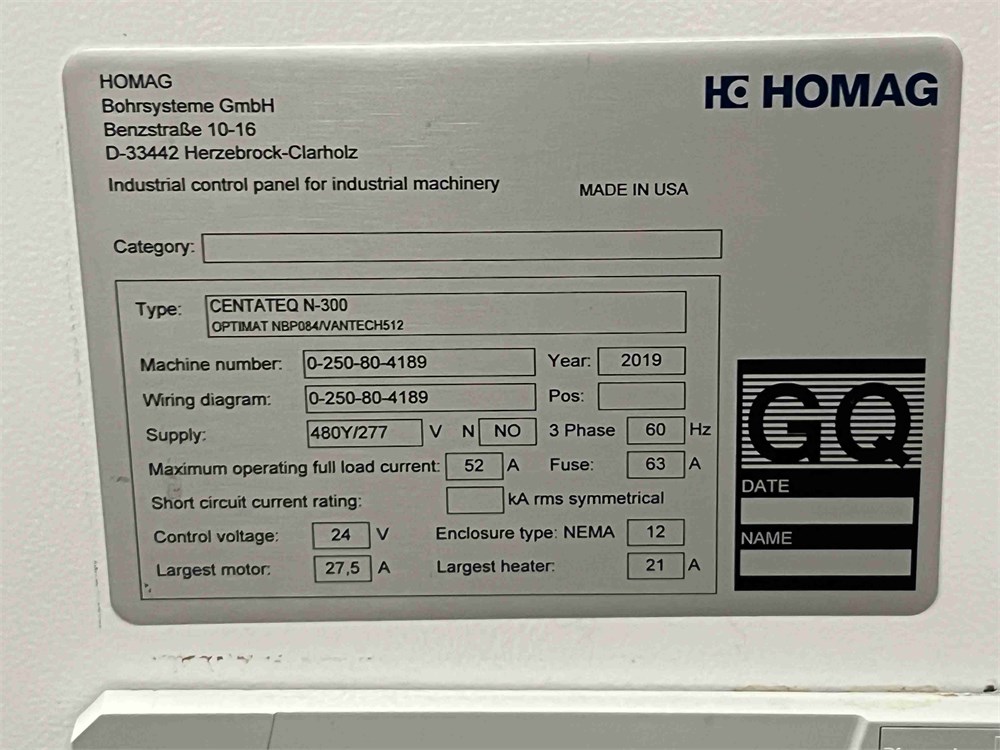 HOMAG
Bohrsysteme GmbH
Benzstraße 10-16
D-33442 Herzebrock-Clarholz
HOMAG
Industrial control panel for industrial machinery
MADE IN USA
Category:
Type: CENTATEQ N-300
OPTIMAT NBP084/VANTECH512
Machine number: 0-250-80-4189 Year: 2019
Wiring diagram: 0-250-80-4189 Pos:
Supply: 480Y/277 V N NO 3 Phase 60 Hz
Maximum operating full load current: 52 A Fuse: 63 A
Short circuit current rating: kA rms symmetrical
Control voltage: 24 V Enclosure type: NEMA 12
Largest motor: 27,5 A Largest heater: 21 A
GQ
DATE
NAME